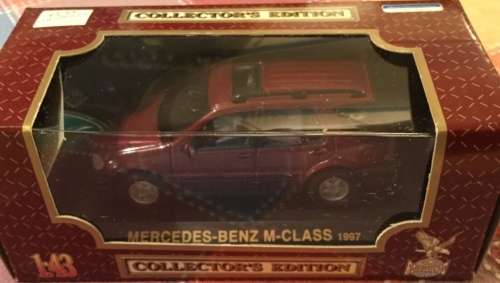 COLLECTOR'S EDITION
MERCEDES-BENZ M-CLASS 1997
1:43
COLLECTOR'S EDITION